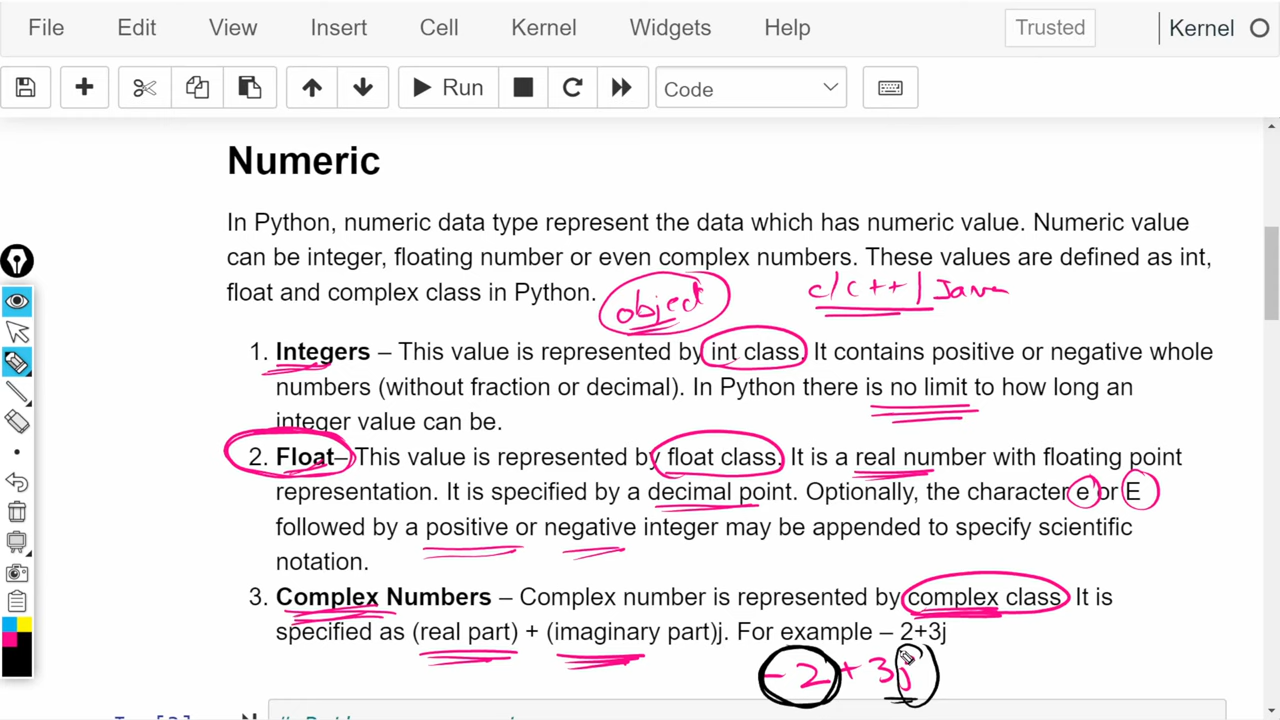 File Edit View Insert Cell Kernel Widgets Help Trusted Kernel
Run Code
Numeric
In Python, numeric data type represent the data which has numeric value. Numeric value
can be integer, floating number or even complex numbers. These values are defined as int,
float and complex class in Python.
object c/c++/Java
1. Integers – This value is represented by int class. It contains positive or negative whole
numbers (without fraction or decimal). In Python there is no limit to how long an
integer value can be.
2. Float– This value is represented by float class. It is a real number with floating point
representation. It is specified by a decimal point. Optionally, the character e or E
followed by a positive or negative integer may be appended to specify scientific
notation.
3. Complex Numbers – Complex number is represented by complex class. It is
specified as (real part) + (imaginary part)j. For example – 2+3j
-2+3j